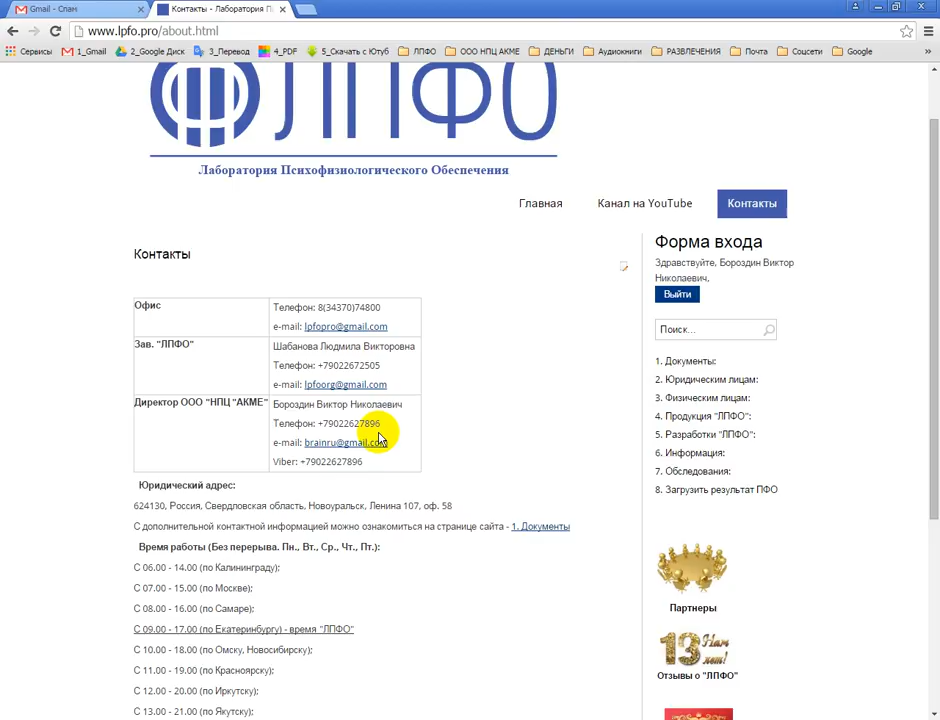 Gmail - Спам
Контакты - Лаборатория П
www.lpfo.pro/about.html
Сервисы
1_Gmail
2_Google Диск
3_Перевод
4_PDF
5_Скачать с Ютуб
ЛПФО
ООО НПЦ АКМЕ
ДЕНЬГИ
Аудиокниги
РАЗВЛЕЧЕНИЯ
Почта
Соцсети
Google
»
ЛПФО
Лаборатория Психофизиологического Обеспечения
Главная
Канал на YouTube
Контакты
Контакты
Офис
Телефон: 8(34370)74800
e-mail: lpfopro@gmail.com
Зав. "ЛПФО"
Шабанова Людмила Викторовна
Телефон: +79022672505
e-mail: lpfoorg@gmail.com
Директор ООО "НПЦ "АКМЕ"
Бороздин Виктор Николаевич
Телефон: +79022627896
e-mail: brainru@gmail.com
Viber: +79022627896
Юридический адрес:
624130, Россия, Свердловская область, Новоуральск, Ленина 107, оф. 58
С дополнительной контактной информацией можно ознакомиться на странице сайта - 1. Документы
Время работы (Без перерыва. Пн., Вт., Ср., Чт., Пт.):
С 06.00 - 14.00 (по Калининграду);
С 07.00 - 15.00 (по Москве);
С 08.00 - 16.00 (по Самаре);
С 09.00 - 17.00 (по Екатеринбургу) - время "ЛПФО"
С 10.00 - 18.00 (по Омску, Новосибирску);
С 11.00 - 19.00 (по Красноярску);
С 12.00 - 20.00 (по Иркутску);
С 13.00 - 21.00 (по Якутску);
Форма входа
Здравствуйте, Бороздин Виктор
Николаевич,
Выйти
Поиск...
1. Документы:
2. Юридическим лицам:
3. Физическим лицам:
4. Продукция "ЛПФО":
5. Разработки "ЛПФО":
6. Информация:
7. Обследования:
8. Загрузить результат ПФО
Партнеры
13 Нам
лет!
Отзывы о "ЛПФО"